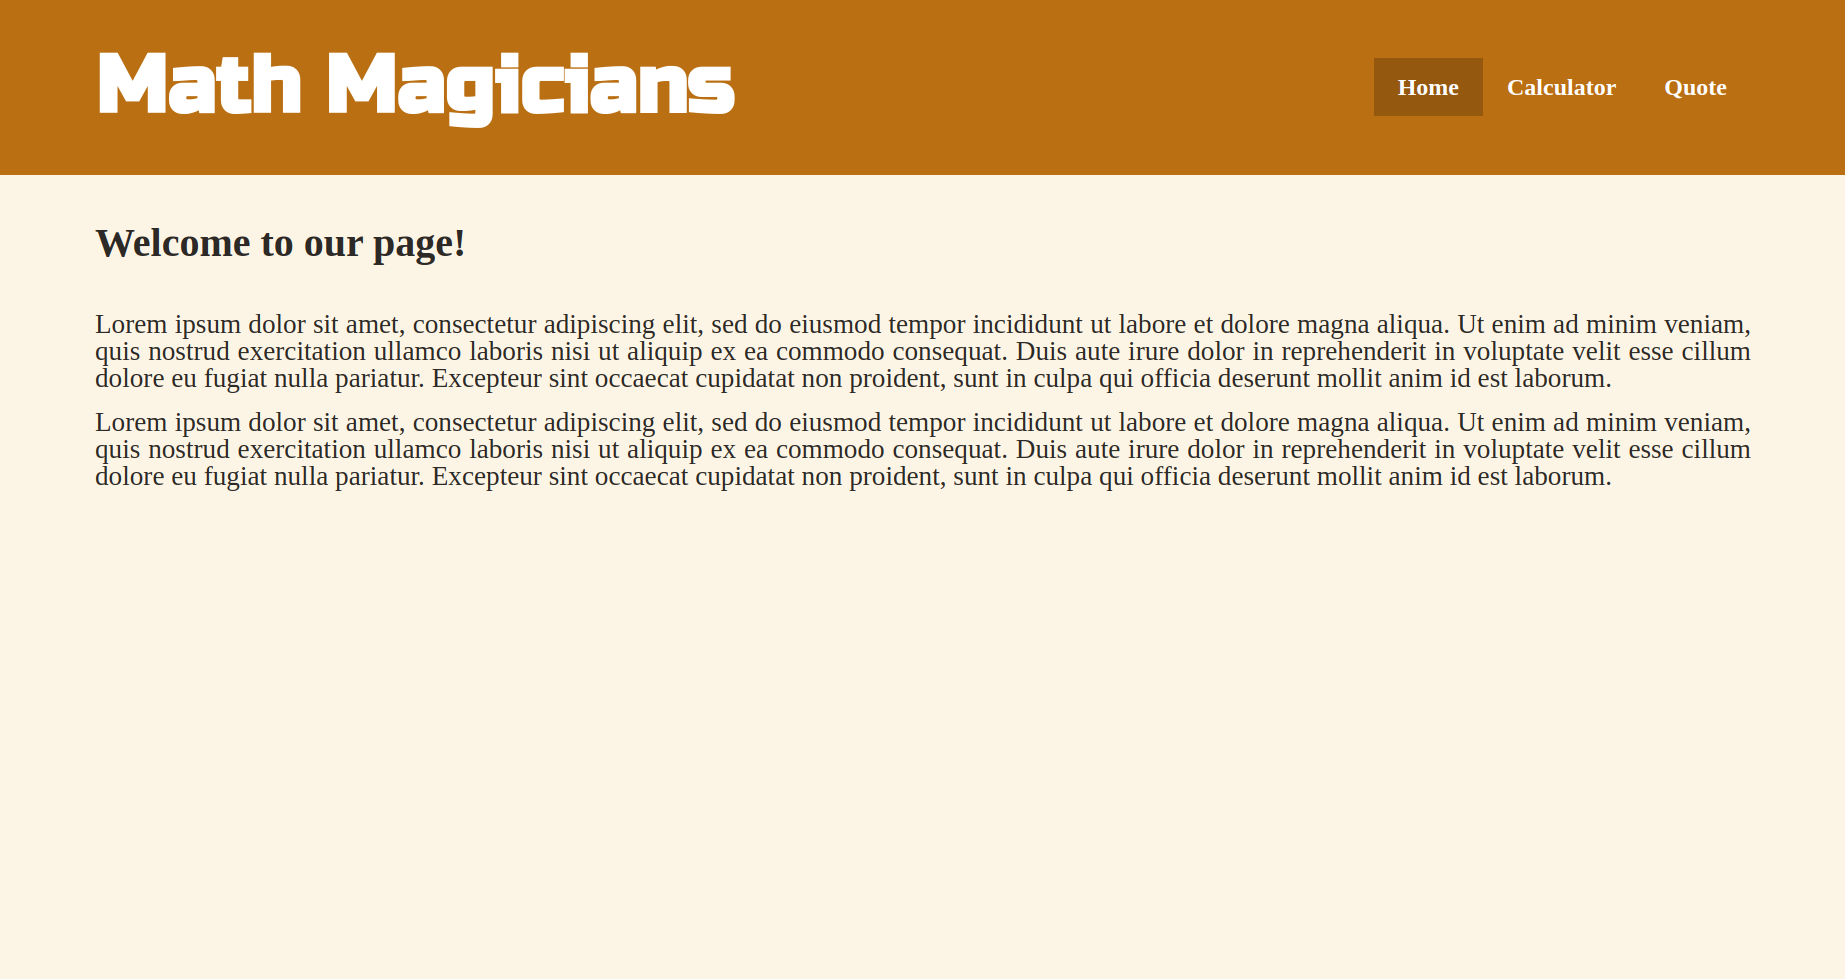 Math Magicians
Home
Calculator
Quote
Welcome to our page!
Lorem ipsum dolor sit amet, consectetur adipiscing elit, sed do eiusmod tempor incididunt ut labore et dolore magna aliqua. Ut enim ad minim veniam,
quis nostrud exercitation ullamco laboris nisi ut aliquip ex ea commodo consequat. Duis aute irure dolor in reprehenderit in voluptate velit esse cillum
dolore eu fugiat nulla pariatur. Excepteur sint occaecat cupidatat non proident, sunt in culpa qui officia deserunt mollit anim id est laborum.
Lorem ipsum dolor sit amet, consectetur adipiscing elit, sed do eiusmod tempor incididunt ut labore et dolore magna aliqua. Ut enim ad minim veniam,
quis nostrud exercitation ullamco laboris nisi ut aliquip ex ea commodo consequat. Duis aute irure dolor in reprehenderit in voluptate velit esse cillum
dolore eu fugiat nulla pariatur. Excepteur sint occaecat cupidatat non proident, sunt in culpa qui officia deserunt mollit anim id est laborum.